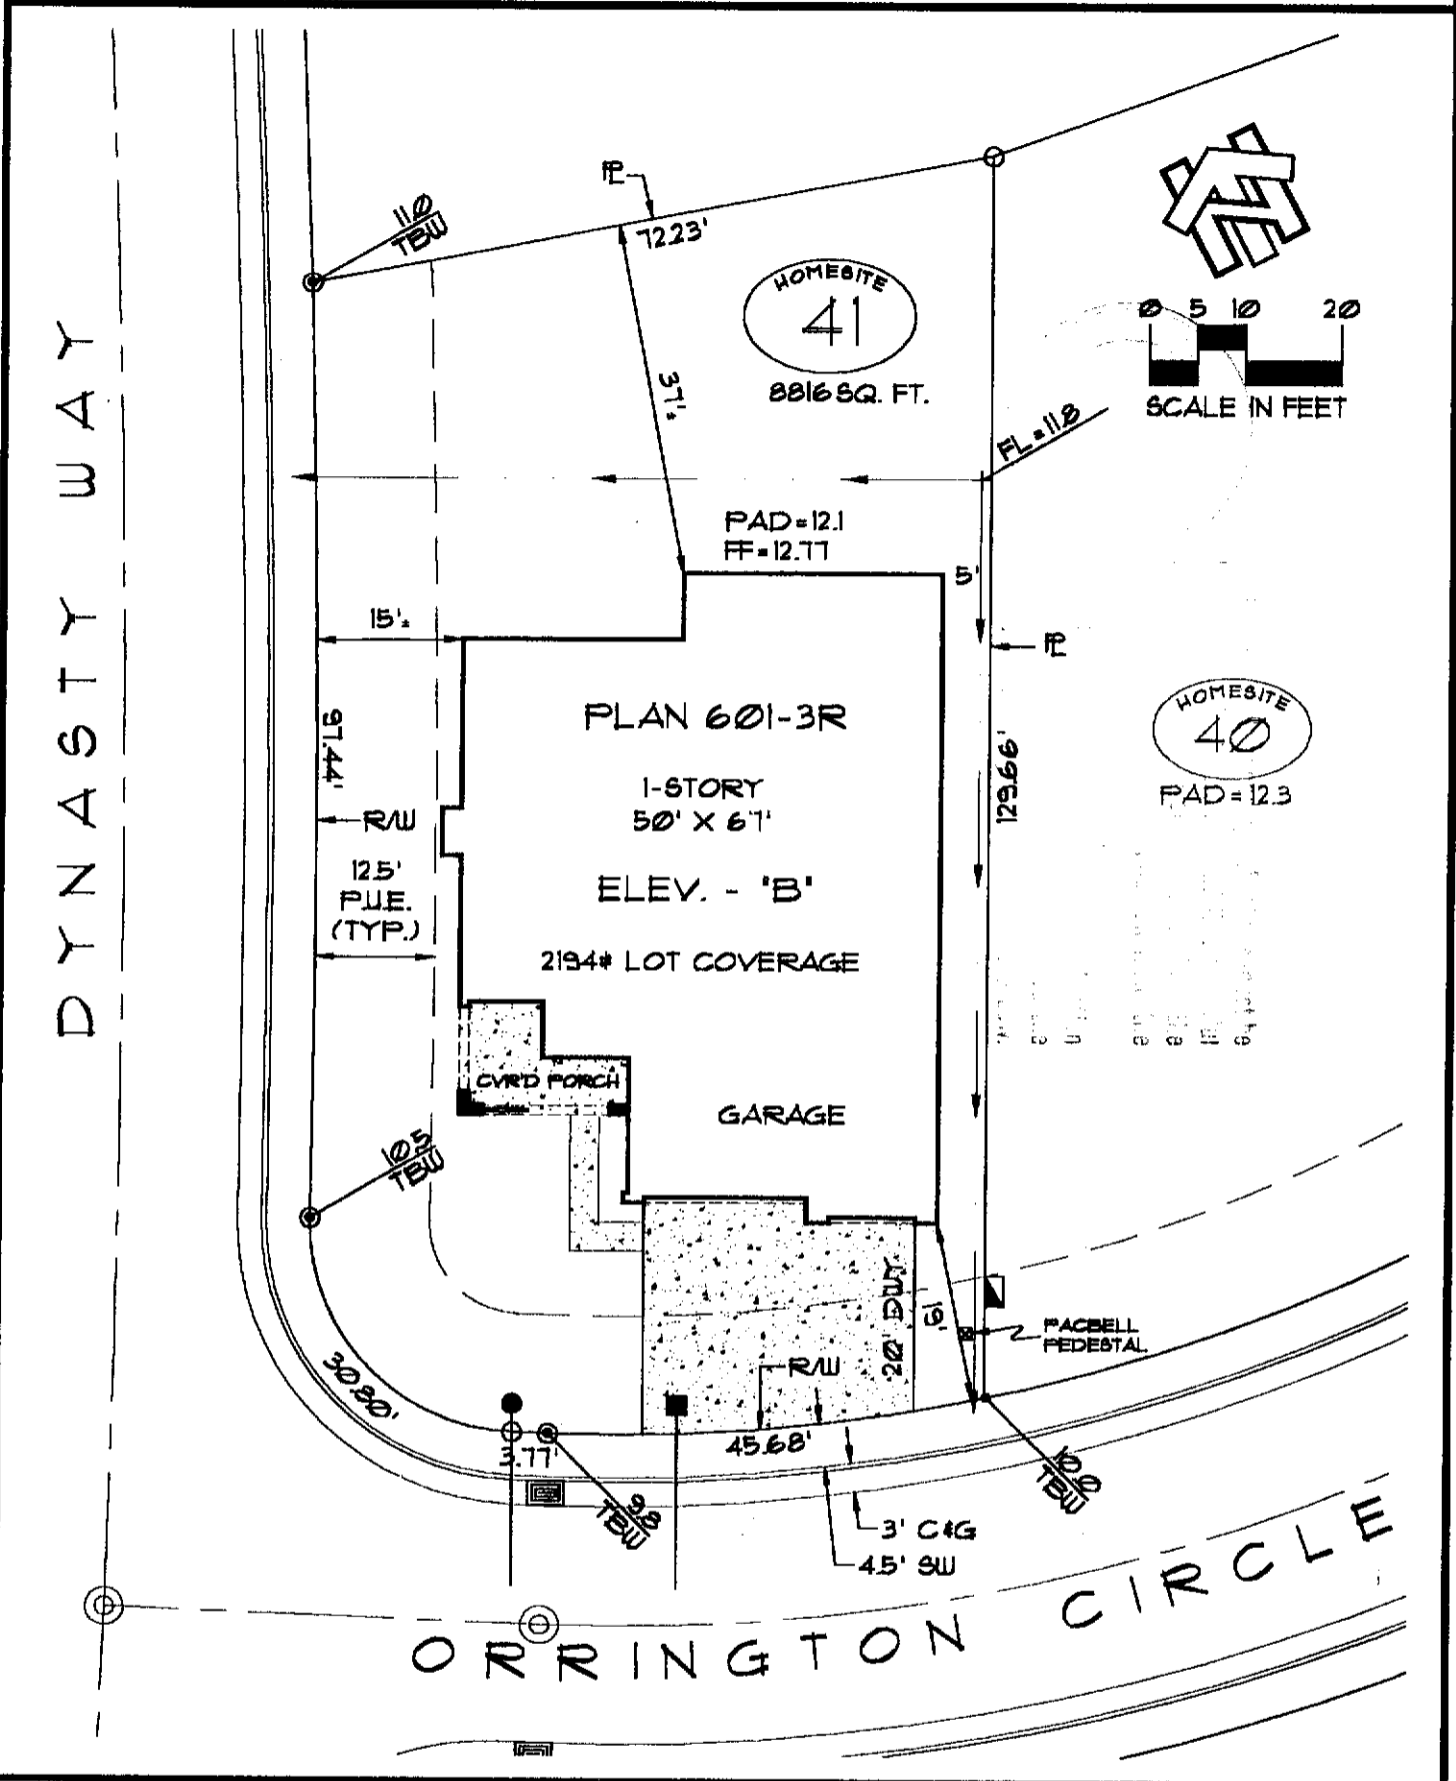 11.0
TBW
PL
72.23'
HOMESITE
41
8816 SQ. FT.
0 5 10 20
SCALE IN FEET
37'±
FL=11.8
PAD=12.1
FF=12.77
5'
15'±
PL
DYNASTY WAY
PLAN 601-3R
HOMESITE
40
PAD=12.3
97.44'
129.66'
1-STORY
50' X 67'
R/W
12.5'
P.U.E.
(TYP.)
ELEV. - "B"
2194# LOT COVERAGE
CVR'D PORCH
GARAGE
10.5
TBW
20' DWY.
19'
PACBELL
PEDESTAL
30.80'
R/W
3.77'
45.68'
9.8
TBW
10.0
TBW
3' C&G
4.5' SW
ORRINGTON CIRCLE